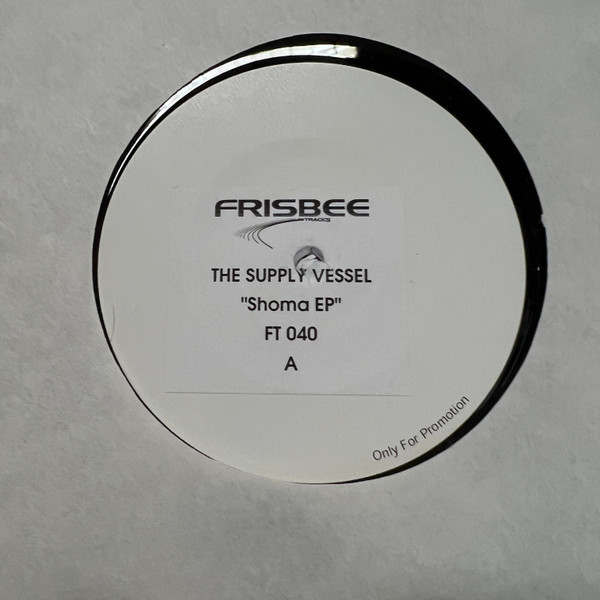 FRISBEE
TRACKS
THE SUPPLY VESSEL
"Shoma EP"
FT 040
A
Only For Promotion